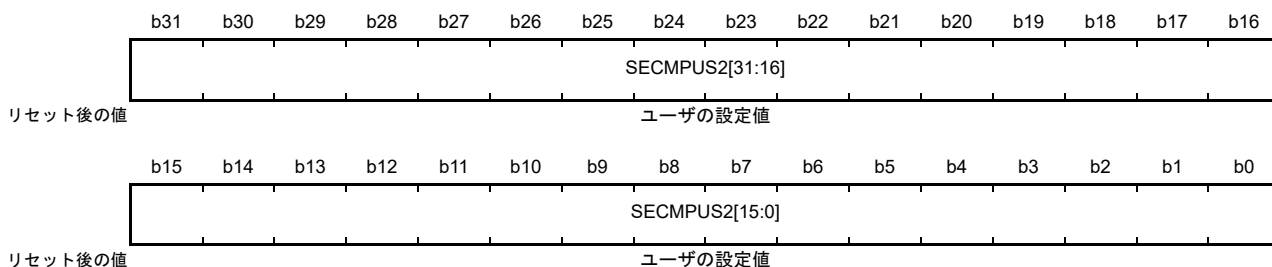 b31 b30 b29 b28 b27 b26 b25 b24 b23 b22 b21 b20 b19 b18 b17 b16
SECMPUS2[31:16]
リセット後の値 ユーザの設定値
b15 b14 b13 b12 b11 b10 b9 b8 b7 b6 b5 b4 b3 b2 b1 b0
SECMPUS2[15:0]
リセット後の値 ユーザの設定値